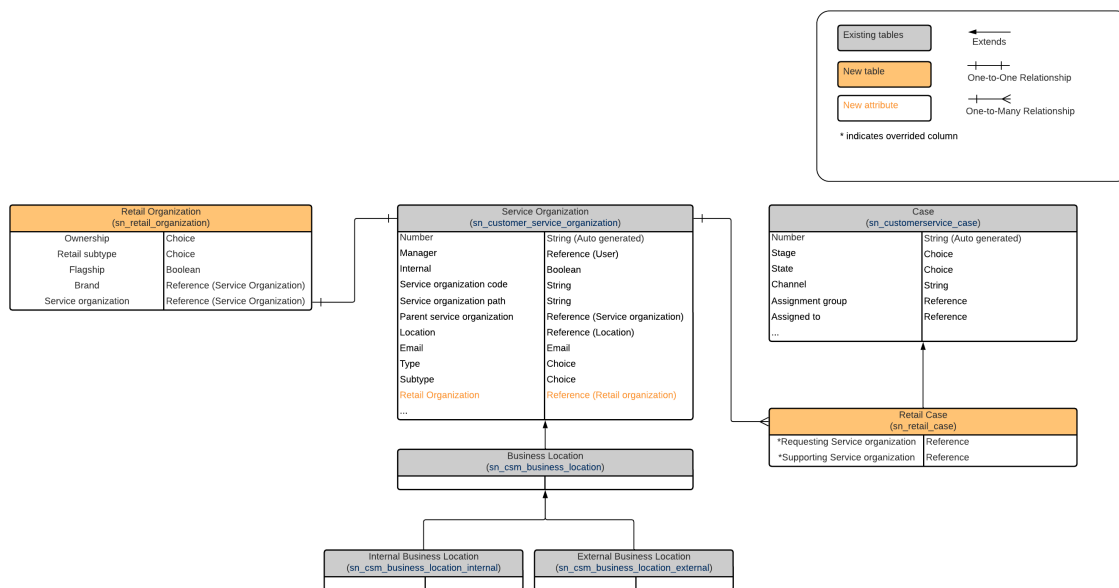 Existing tables
Extends
New table
One-to-One Relationship
New attribute
One-to-Many Relationship
* indicates overrided column
Retail Organization
(sn_retail_organization)
Ownership Choice
Retail subtype Choice
Flagship Boolean
Brand Reference (Service Organization)
Service organization Reference (Service Organization)
Service Organization
(sn_customer_service_organization)
Number String (Auto generated)
Manager Reference (User)
Internal Boolean
Service organization code String
Service organization path String
Parent service organization Reference (Service organization)
Location Reference (Location)
Email Email
Type Choice
Subtype Choice
Retail Organization Reference (Retail organization)
...
Case
(sn_customerservice_case)
Number String (Auto generated)
Stage Choice
State Choice
Channel String
Assignment group Reference
Assigned to Reference
...
Retail Case
(sn_retail_case)
*Requesting Service organization Reference
*Supporting Service organization Reference
Business Location
(sn_csm_business_location)
Internal Business Location
(sn_csm_business_location_internal)
External Business Location
(sn_csm_business_location_external)